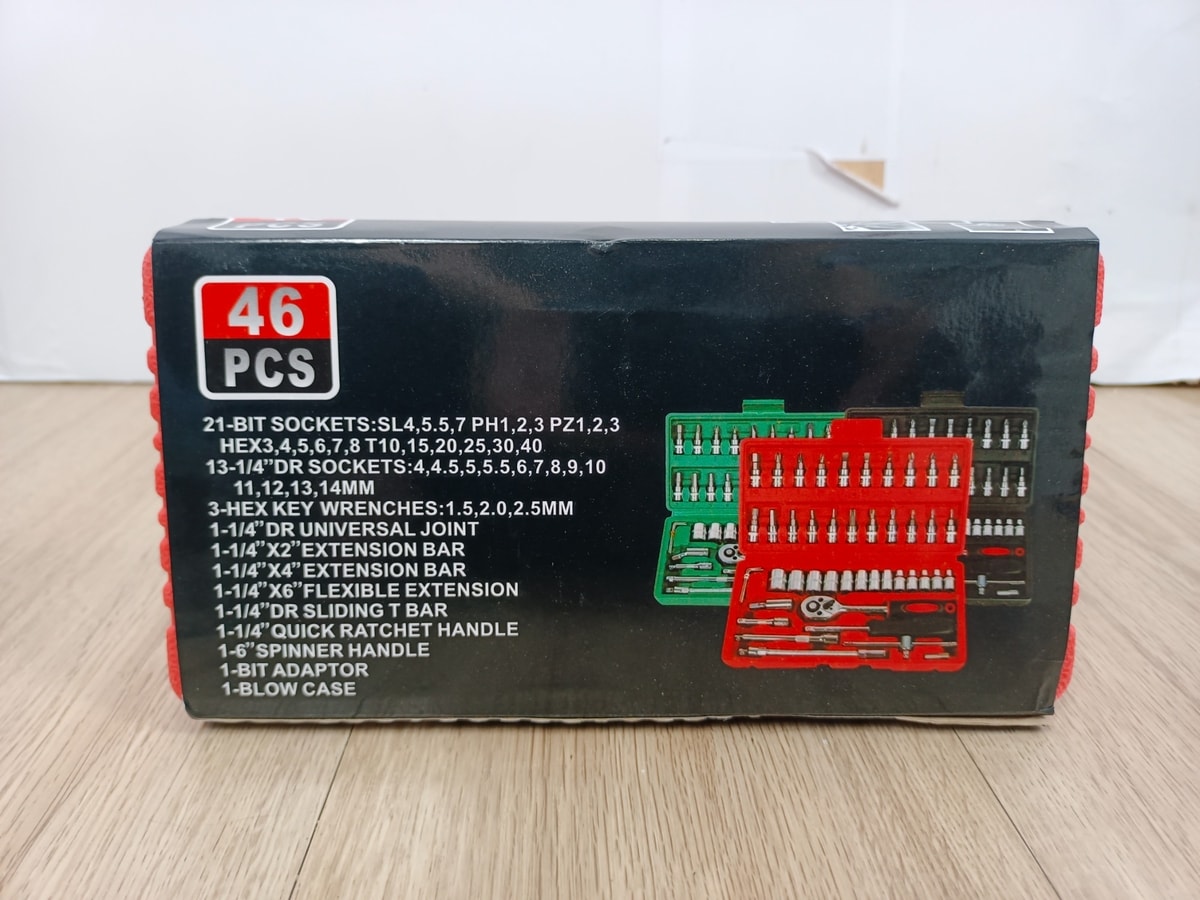 PCS
46
PCS
21-BIT SOCKETS:SL4,5.5,7 PH1,2,3 PZ1,2,3
HEX3,4,5,6,7,8 T10,15,20,25,30,40
13-1/4”DR SOCKETS:4,4.5,5,5.5,6,7,8,9,10
11,12,13,14MM
3-HEX KEY WRENCHES:1.5,2.0,2.5MM
1-1/4”DR UNIVERSAL JOINT
1-1/4”X2”EXTENSION BAR
1-1/4”X4”EXTENSION BAR
1-1/4”X6”FLEXIBLE EXTENSION
1-1/4”DR SLIDING T BAR
1-1/4”QUICK RATCHET HANDLE
1-6”SPINNER HANDLE
1-BIT ADAPTOR
1-BLOW CASE